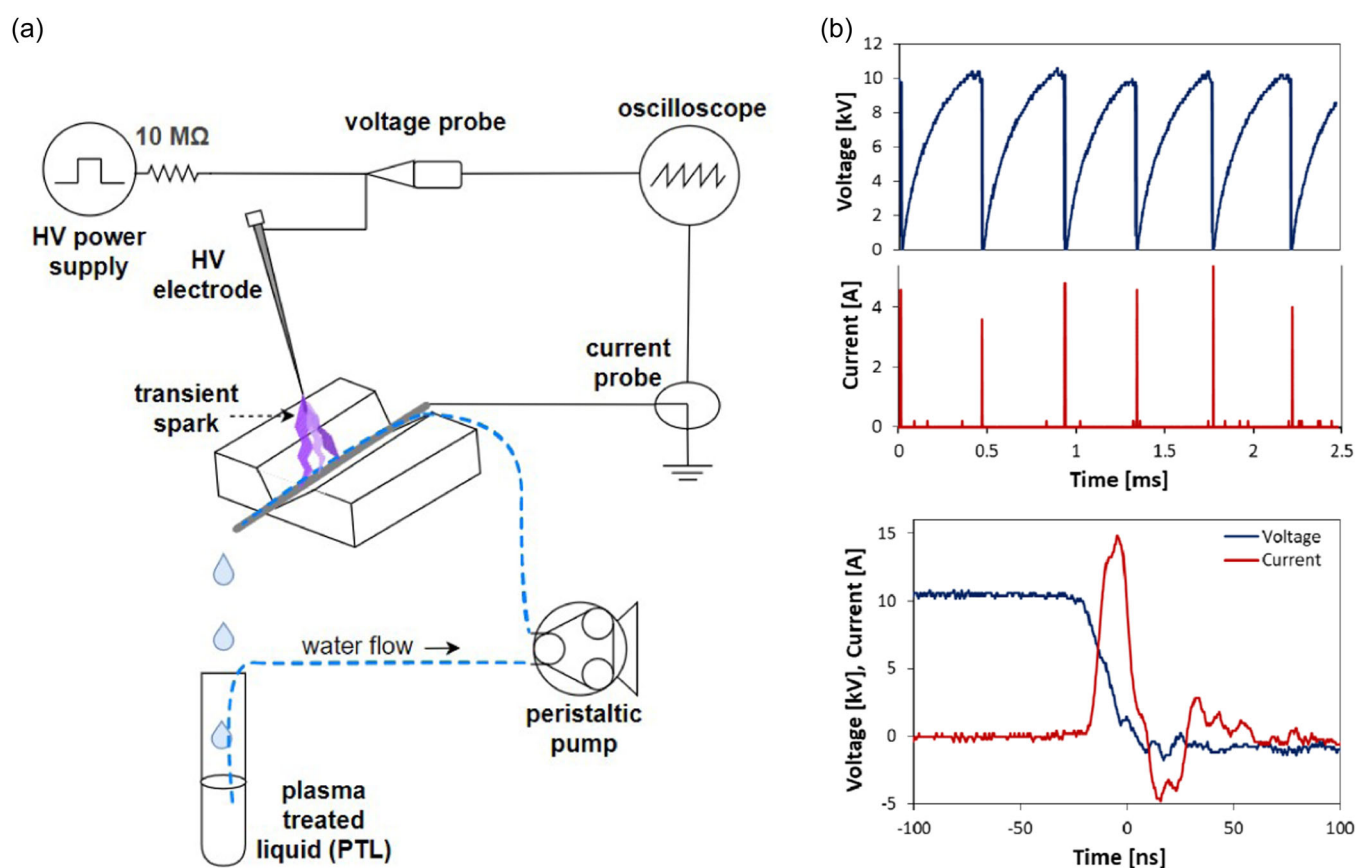 (a)
10 MΩ
voltage probe
oscilloscope
HV power
supply
HV
electrode
current
probe
transient
spark
water flow
peristaltic
pump
plasma
treated
liquid (PTL)
(b)
Voltage [kV]
12
10
8
6
4
2
0
Current [A]
4
2
0
0 0.5 1 1.5 2 2.5
Time [ms]
Voltage [kV], Current [A]
15
10
5
0
-5
Voltage
Current
-100 -50 0 50 100
Time [ns]